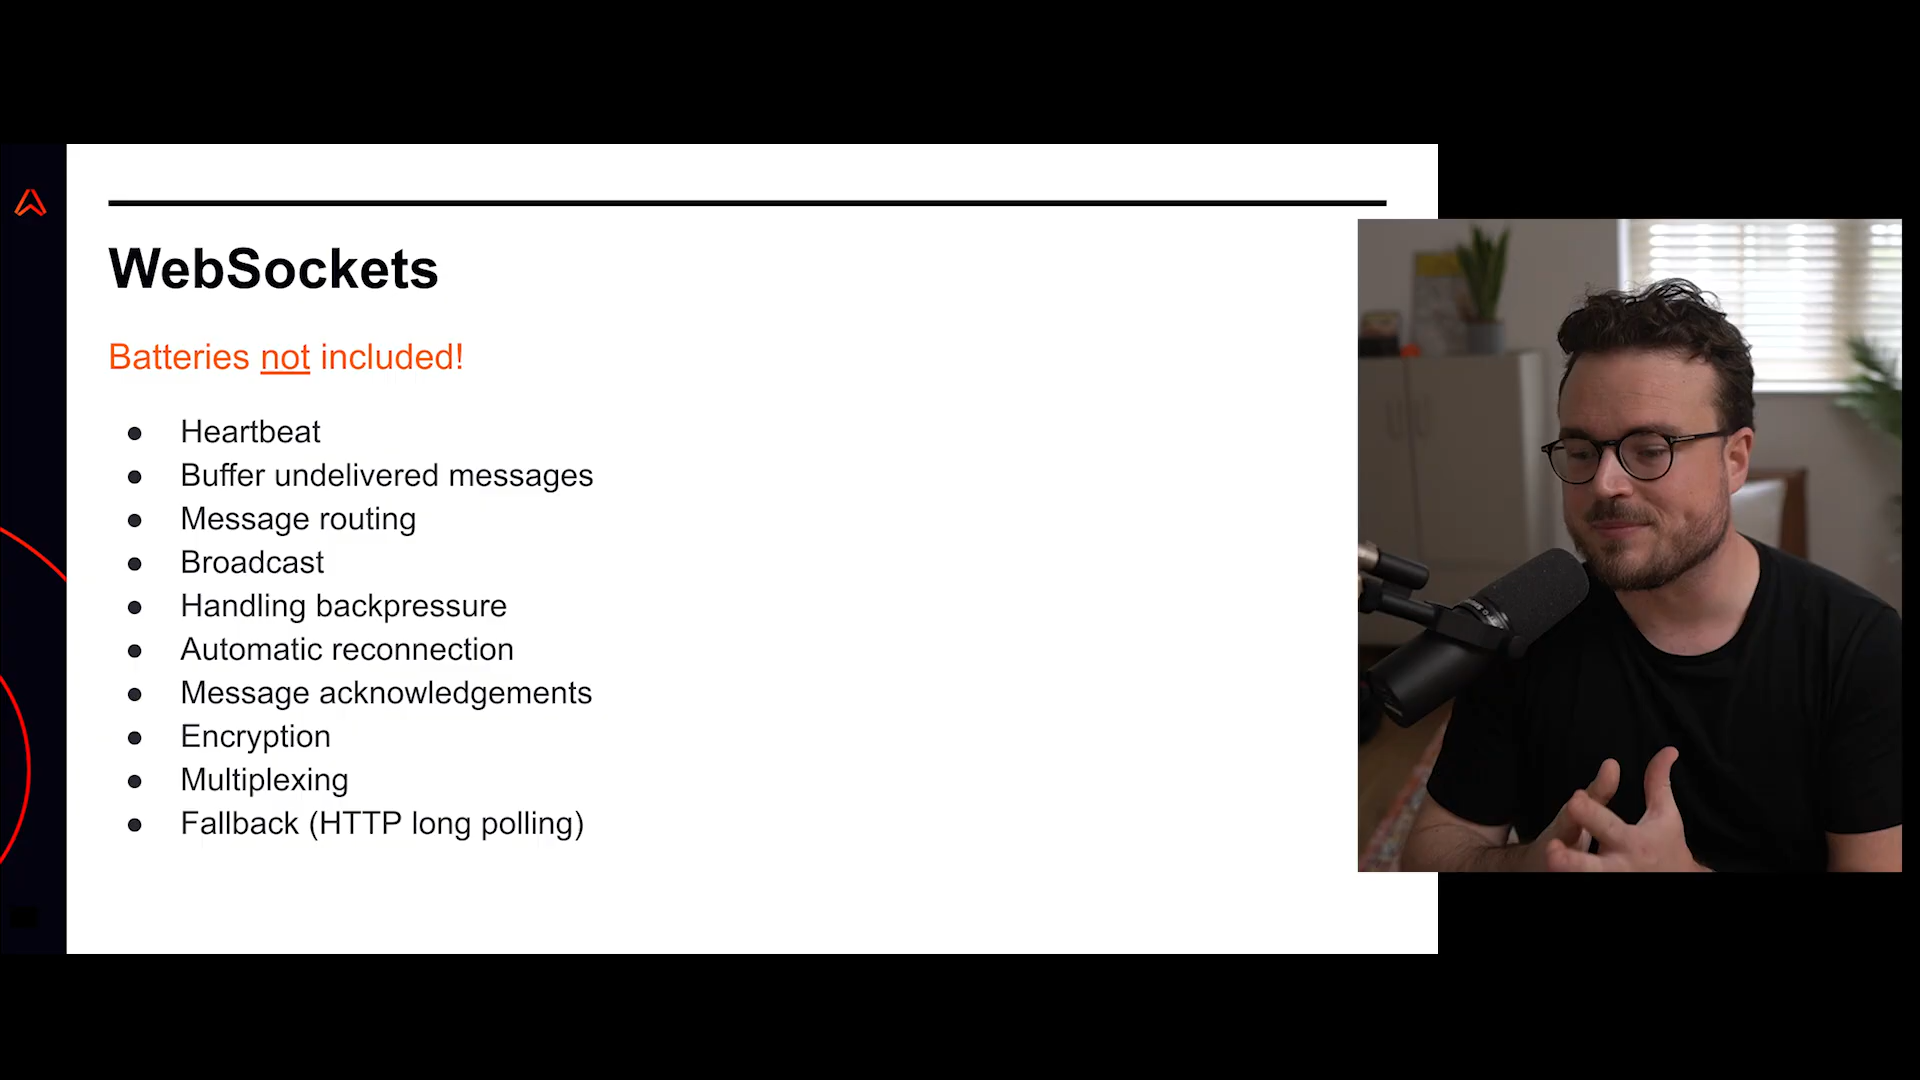 WebSockets
Batteries not included!
● Heartbeat
● Buffer undelivered messages
● Message routing
● Broadcast
● Handling backpressure
● Automatic reconnection
● Message acknowledgements
● Encryption
● Multiplexing
● Fallback (HTTP long polling)